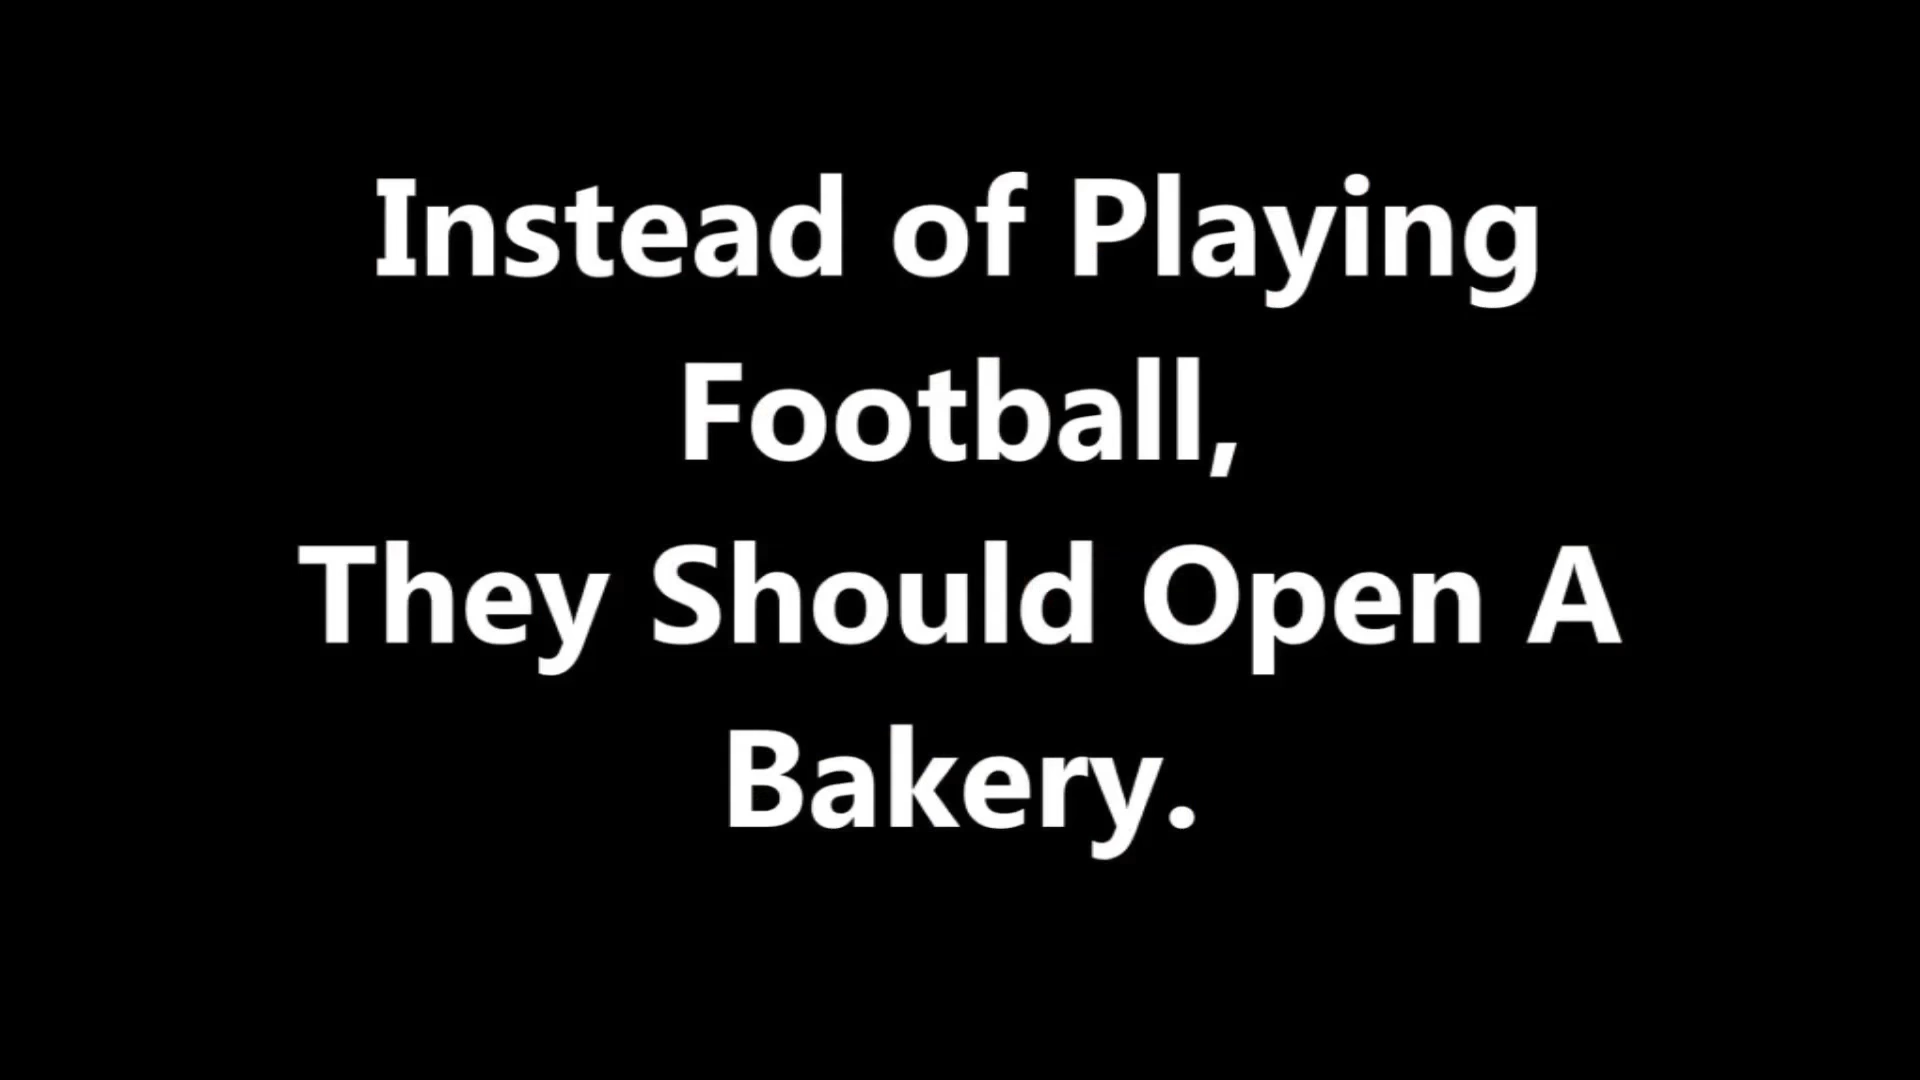 Instead of Playing
Football,
They Should Open A
Bakery.